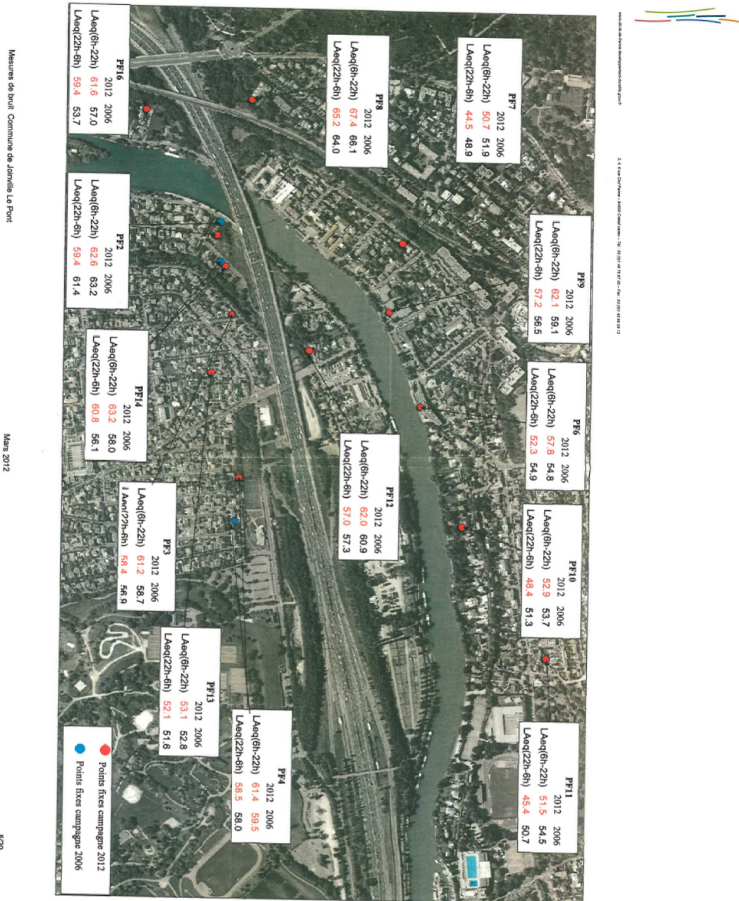 PF7
2012 2006
LAeq(6h-22h) 50.7 51.9
LAeq(22h-6h) 44.5 48.9
PF9
2012 2006
LAeq(6h-22h) 62.1 59.1
LAeq(22h-6h) 57.2 56.5
PF6
2012 2006
LAeq(6h-22h) 57.8 54.8
LAeq(22h-6h) 52.3 54.9
PF10
2012 2006
LAeq(6h-22h) 52.9 53.7
LAeq(22h-6h) 48.4 51.3
PF11
2012 2006
LAeq(6h-22h) 51.5 54.5
LAeq(22h-6h) 45.4 50.7
PF8
2012 2006
LAeq(6h-22h) 67.4 66.1
LAeq(22h-6h) 65.2 64.0
PF12
2012 2006
LAeq(6h-22h) 62.0 60.9
LAeq(22h-6h) 57.0 57.3
PF16
2012 2006
LAeq(6h-22h) 61.6 57.0
LAeq(22h-6h) 59.4 53.7
PF2
2012 2006
LAeq(6h-22h) 62.6 63.2
LAeq(22h-6h) 59.4 61.4
PF14
2012 2006
LAeq(6h-22h) 63.2 58.0
LAeq(22h-6h) 60.8 56.1
PF3
2012 2006
LAeq(6h-22h) 61.2 58.7
LAeq(22h-6h) 58.4 56.9
PF13
2012 2006
LAeq(6h-22h) 53.1 52.8
LAeq(22h-6h) 52.1 51.6
PF4
2012 2006
LAeq(6h-22h) 61.4 59.5
LAeq(22h-6h) 58.5 58.0
Points fixes campagne 2012
Points fixes campagne 2006
Mesures de bruit Commune de Joinville Le Pont
Mars 2012